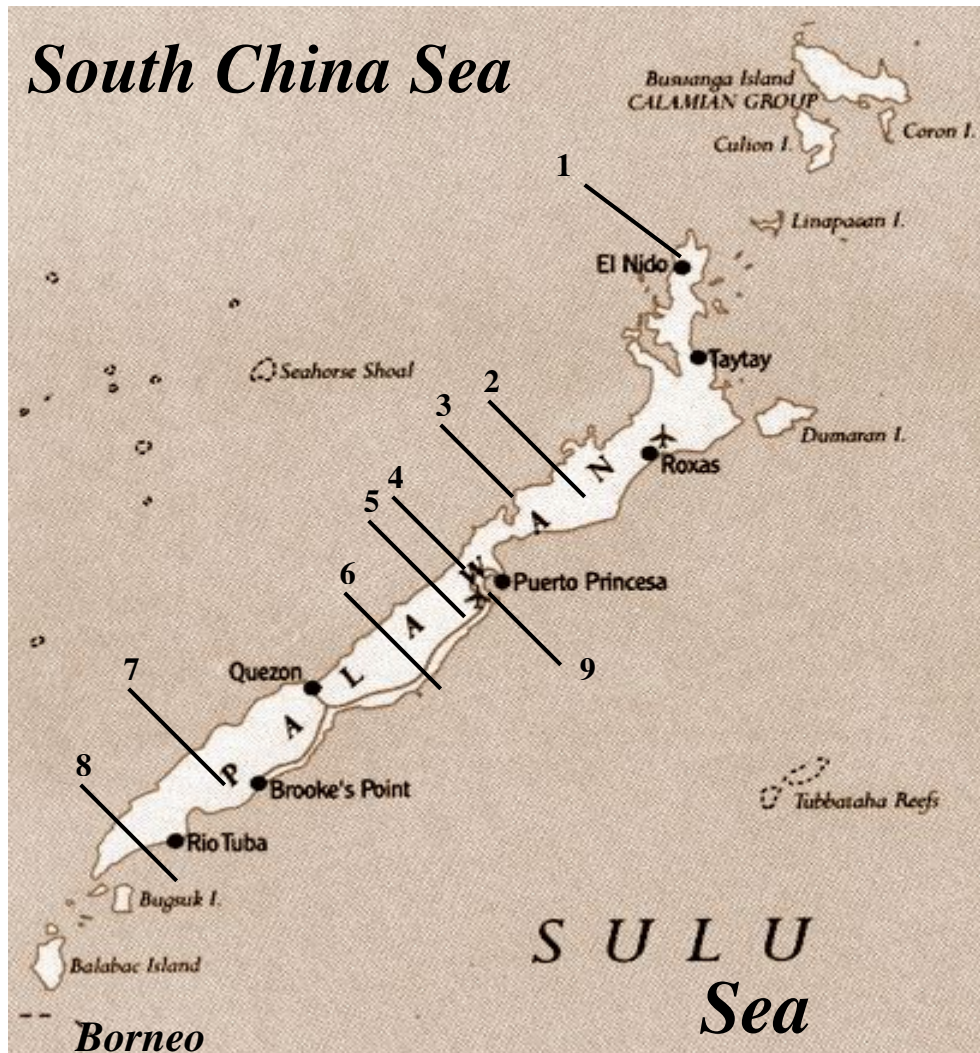 South China Sea
Busuanga Island
CALAMIAN GROUP
Coron I.
Culion I.
1
Linapacan I.
El Nido
Taytay
Seahorse Shoal
2
3
Dumaran I.
N
Roxas
4
5
A
W
Puerto Princesa
6
A
9
7
Quezon
L
A
8
P
Brooke's Point
Tubbataha Reefs
Rio Tuba
Bugsuk I.
SULU
Balabac Island
Sea
Borneo